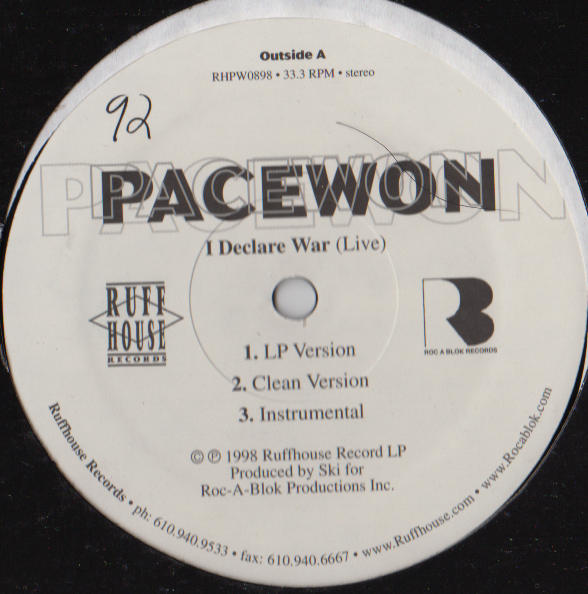 Outside A
RHPW0898 • 33.3 RPM • stereo
92
PACEWON
I Declare War (Live)
RUFF
HOUSE
RECORDS
R
ROC A BLOK RECORDS
1. LP Version
2. Clean Version
3. Instrumental
© ℗ 1998 Ruffhouse Record LP
Produced by Ski for
Roc-A-Blok Productions Inc.
Ruffhouse Records • ph: 610.940.9533 • fax: 610.940.6667 • www.Ruffhouse.com • www.Rocablok.com